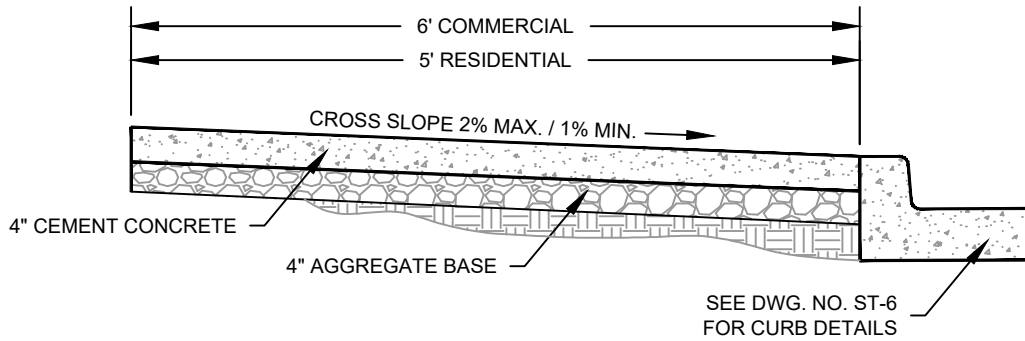 6' COMMERCIAL
5' RESIDENTIAL
CROSS SLOPE 2% MAX. / 1% MIN.
4" CEMENT CONCRETE
4" AGGREGATE BASE
SEE DWG. NO. ST-6
FOR CURB DETAILS